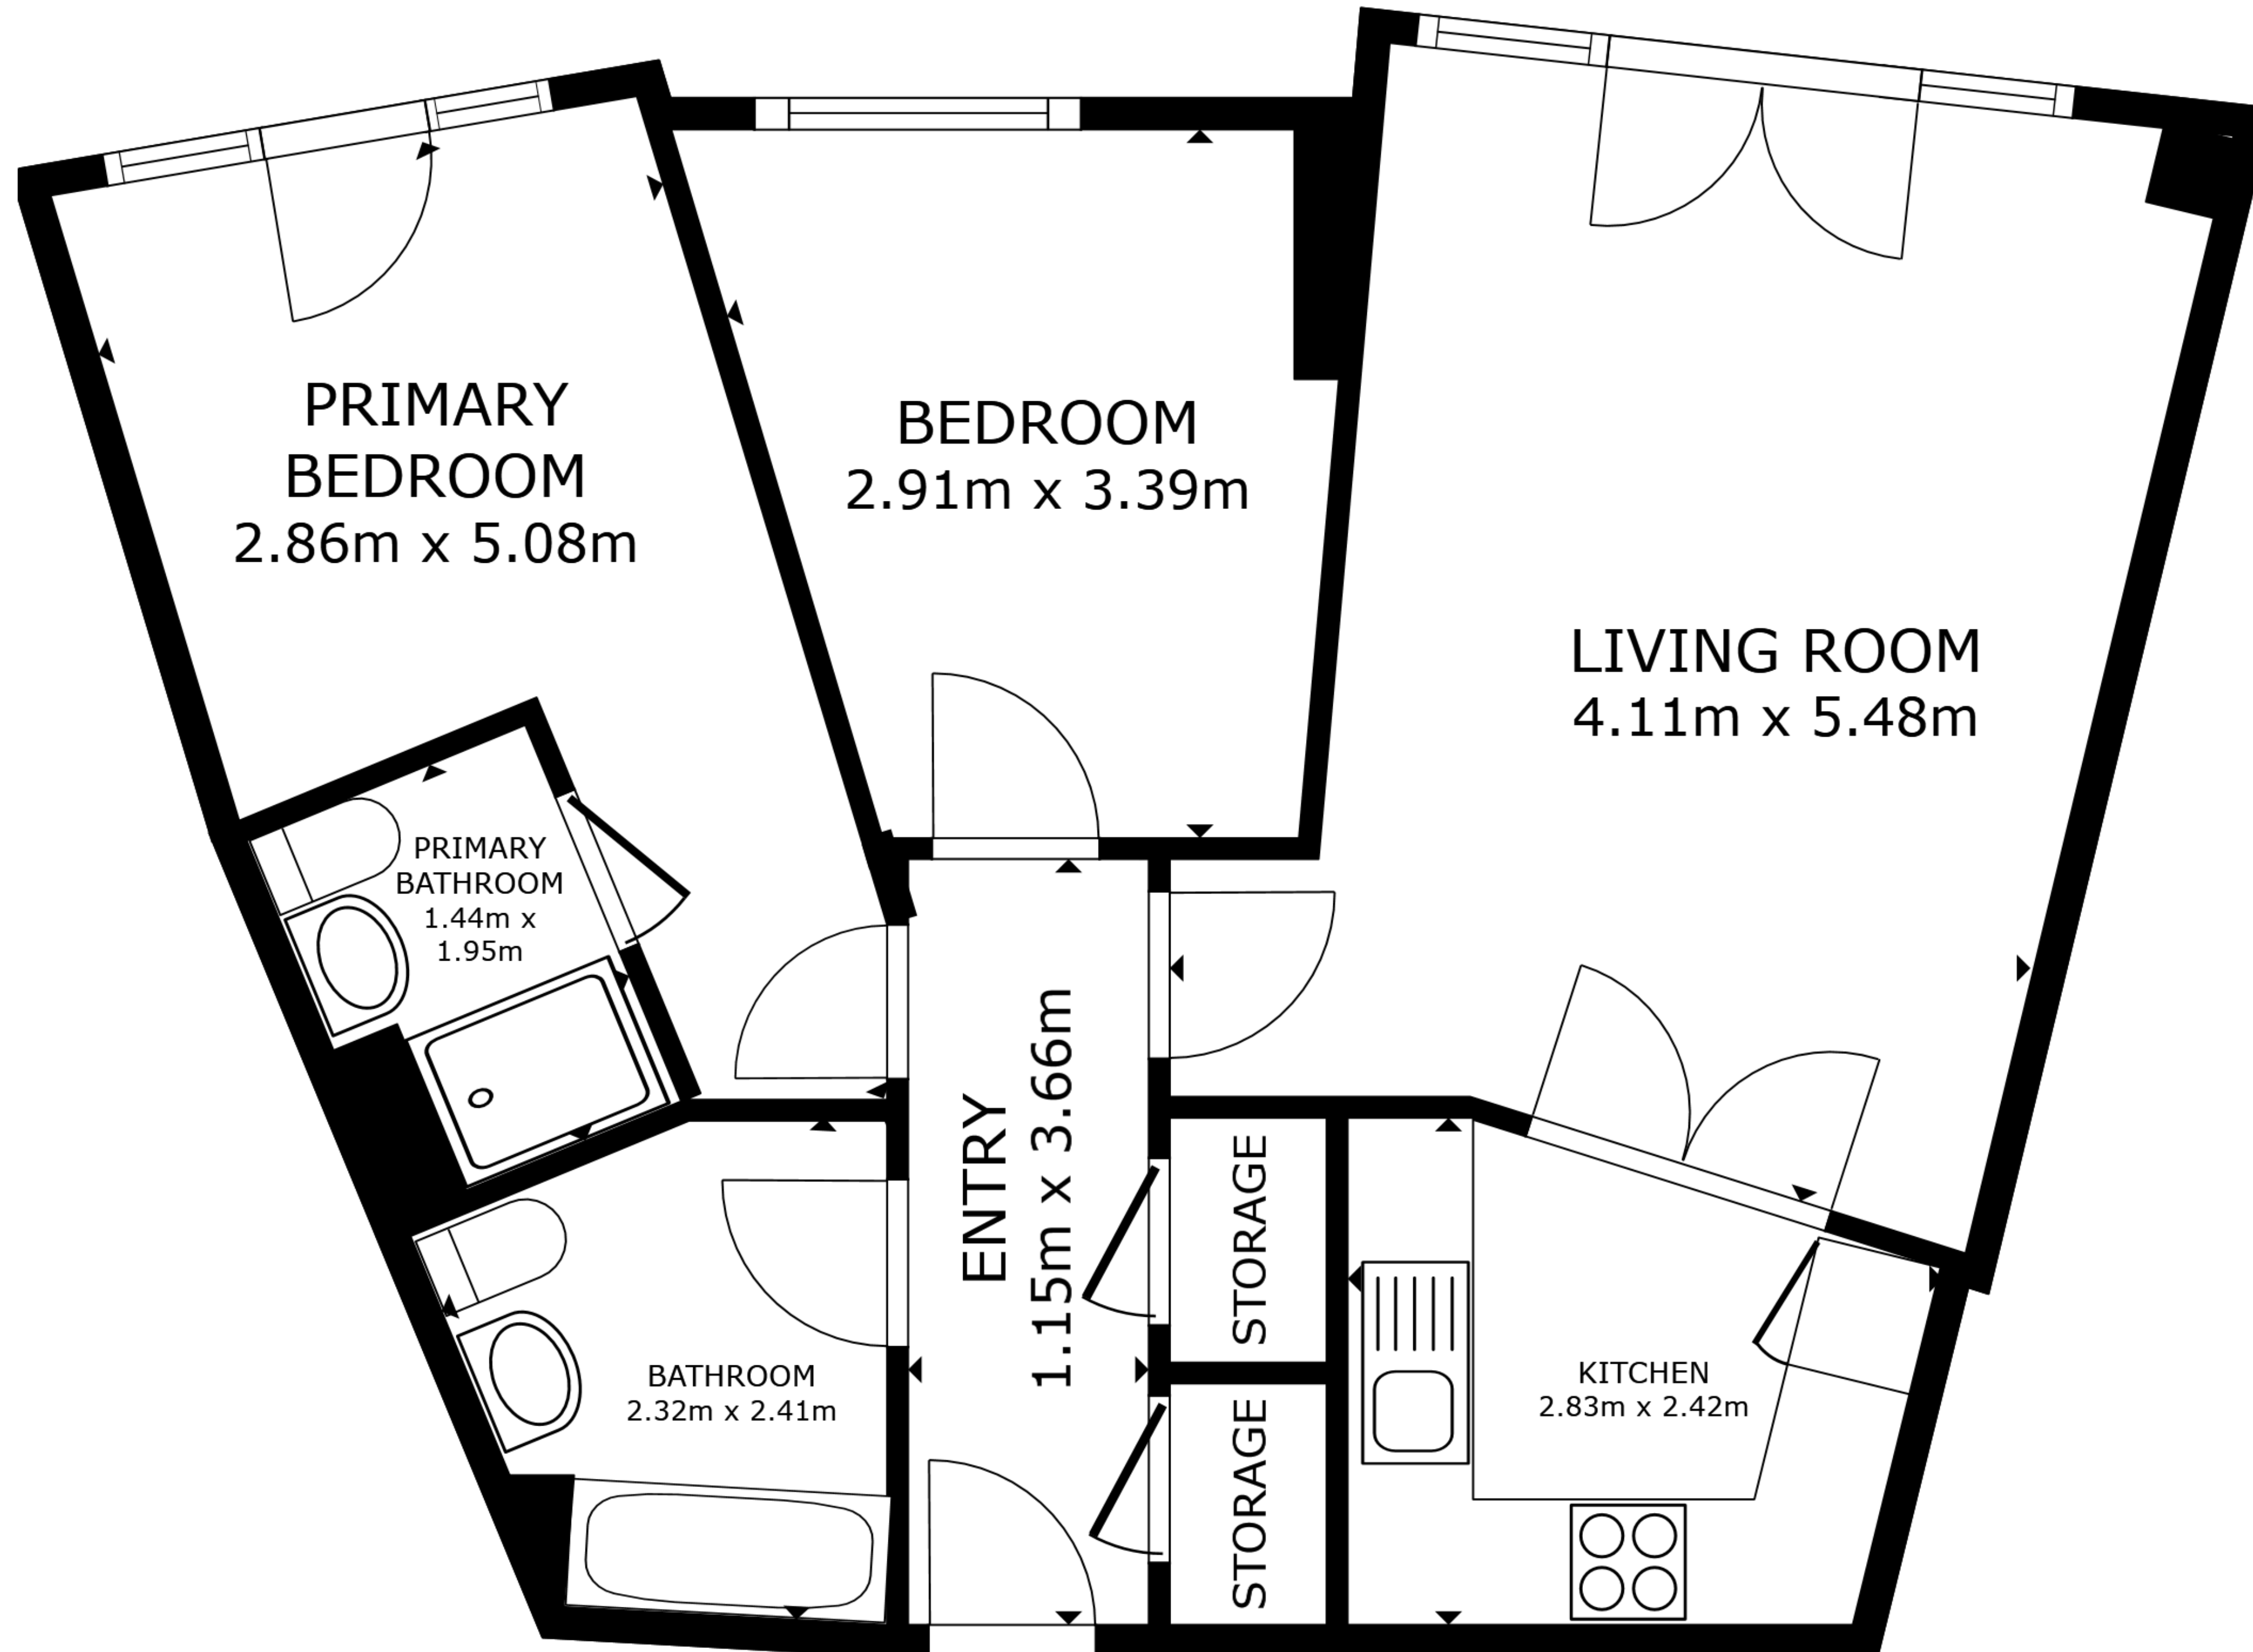 PRIMARY
BEDROOM
2.86m x 5.08m
BEDROOM
2.91m x 3.39m
LIVING ROOM
4.11m x 5.48m
PRIMARY
BATHROOM
1.44m x
1.95m
ENTRY
1.15m x 3.66m
STORAGE
STORAGE
BATHROOM
2.32m x 2.41m
KITCHEN
2.83m x 2.42m